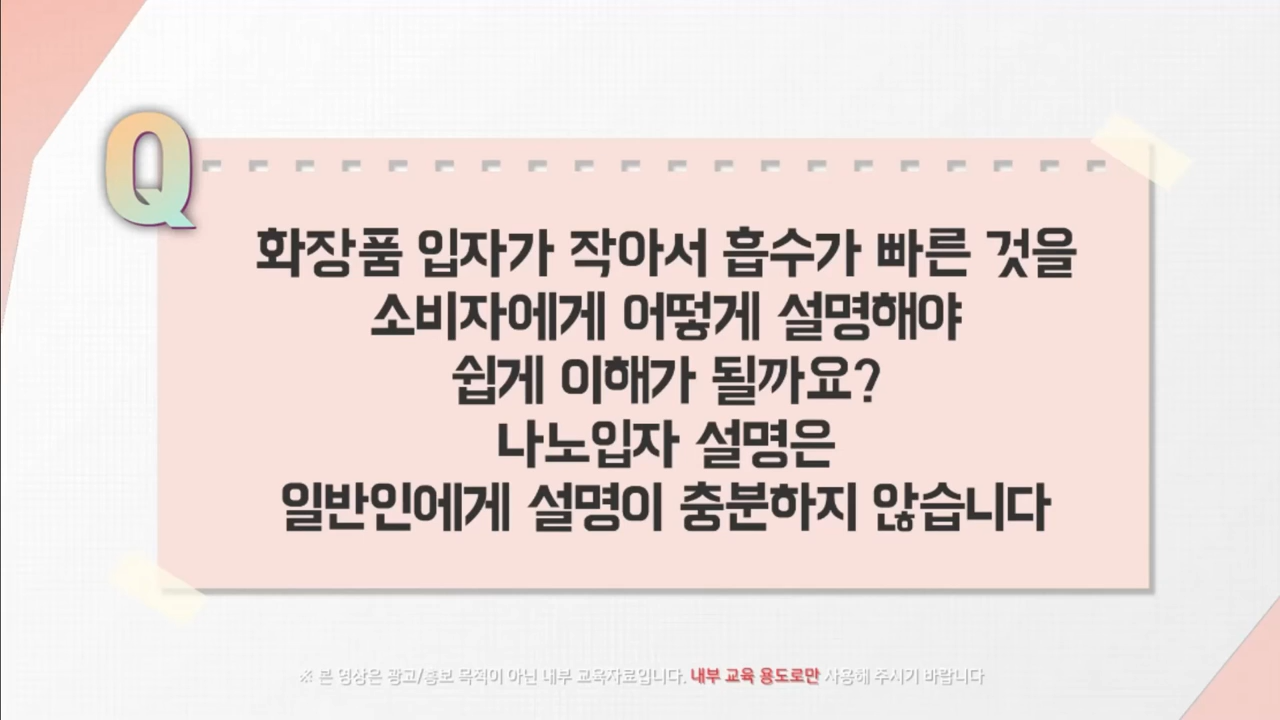 Q
화장품 입자가 작아서 흡수가 빠른 것을
소비자에게 어떻게 설명해야
쉽게 이해가 될까요?
나노입자 설명은
일반인에게 설명이 충분하지 않습니다
※ 본 영상은 광고/홍보 목적이 아닌 내부 교육자료입니다. 내부 교육 용도로만 사용해 주시기 바랍니다